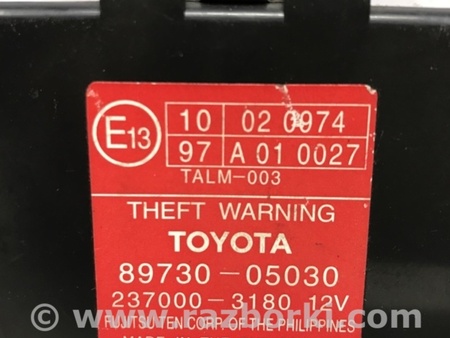 E13
10 02 0974
97 A 01 0027
TALM-003
THEFT WARNING
TOYOTA
89730-05030
237000-3180 12V
FUJITSU TEN CORP. OF THE PHILIPPINES
© www.razborki.com